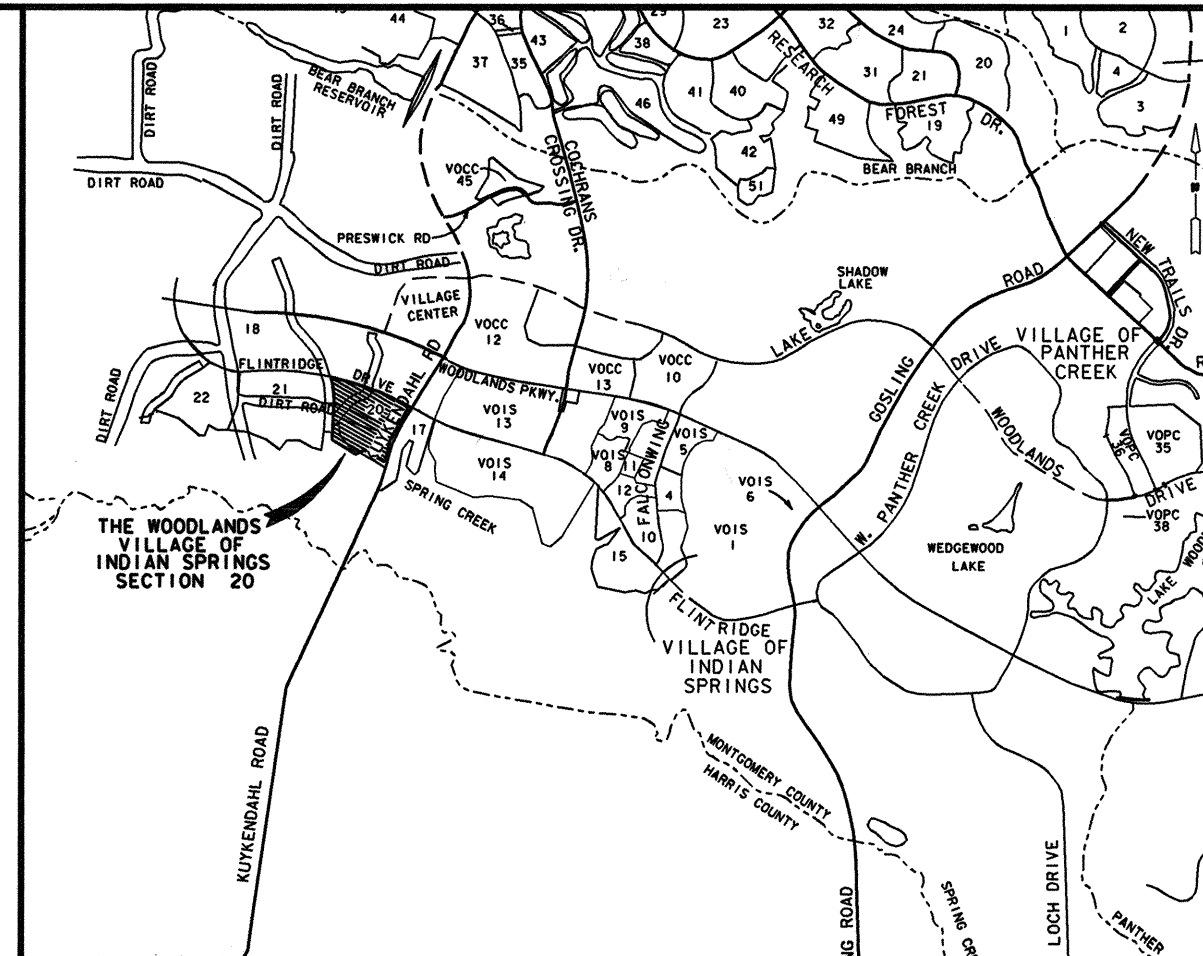 44
36
37
35
43
38
23
32
24
1
2
4
3
RESEARCH
31
21
20
41
40
46
49
FOREST
DR.
19
42
51
BEAR BRANCH
BEAR BRANCH
RESERVOIR
DIRT ROAD
DIRT ROAD
DIRT ROAD
VOCC
45
COCHRANS
CROSSING DR.
PRESWICK RD
DIRT ROAD
VILLAGE
CENTER
SHADOW
LAKE
LAKE
ROAD
NEW TRAILS DR.
VILLAGE OF
PANTHER
CREEK
R
18
VOCC
12
FLINTRIDGE
DRIVE
KUYKENDAHL RD
WOODLANDS PKWY.
VOCC
13
VOCC
10
GOSLING
DRIVE
W. PANTHER CREEK
WOODLANDS
DRIVE
22
21
DIRT ROAD
20
DIRT ROAD
17
VOIS
13
VOIS
9
VOIS
5
VOIS
8
11
FALCONWING
12
4
10
VOIS
14
VOIS
6
VOIS
1
15
VOPC
36
VOPC
35
VOPC
38
SPRING CREEK
THE WOODLANDS
VILLAGE OF
INDIAN SPRINGS
SECTION 20
WEDGEWOOD
LAKE
FLINTRIDGE
VILLAGE OF
INDIAN
SPRINGS
KUYKENDAHL ROAD
MONTGOMERY COUNTY
HARRIS COUNTY
NG ROAD
LOCH DRIVE
PANTHER